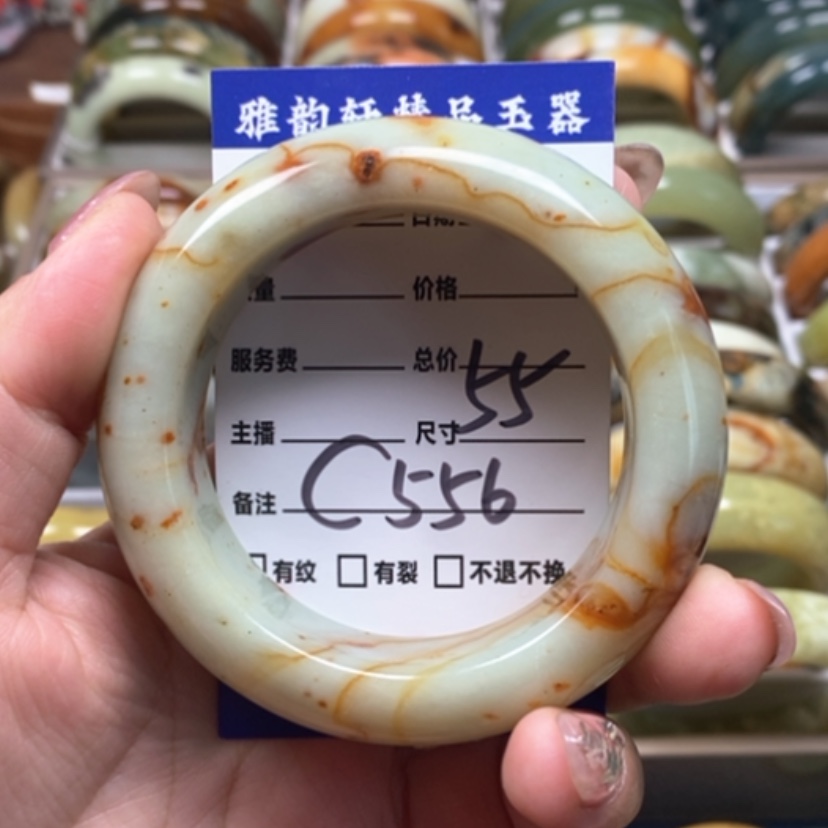 雅韵轩精品玉器
日期
量 价格
服务费 总价
主播 尺寸 55
备注 C556
有纹 有裂 不退不换